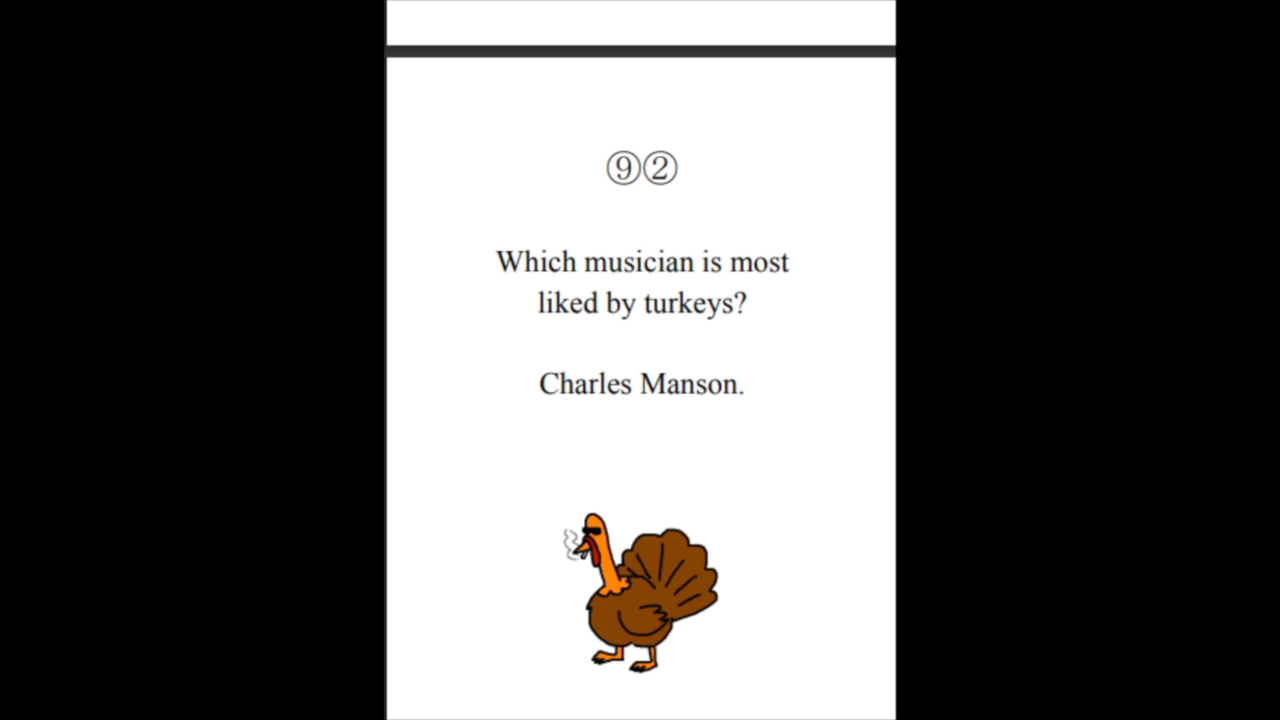 ⑨②
Which musician is most
liked by turkeys?
Charles Manson.